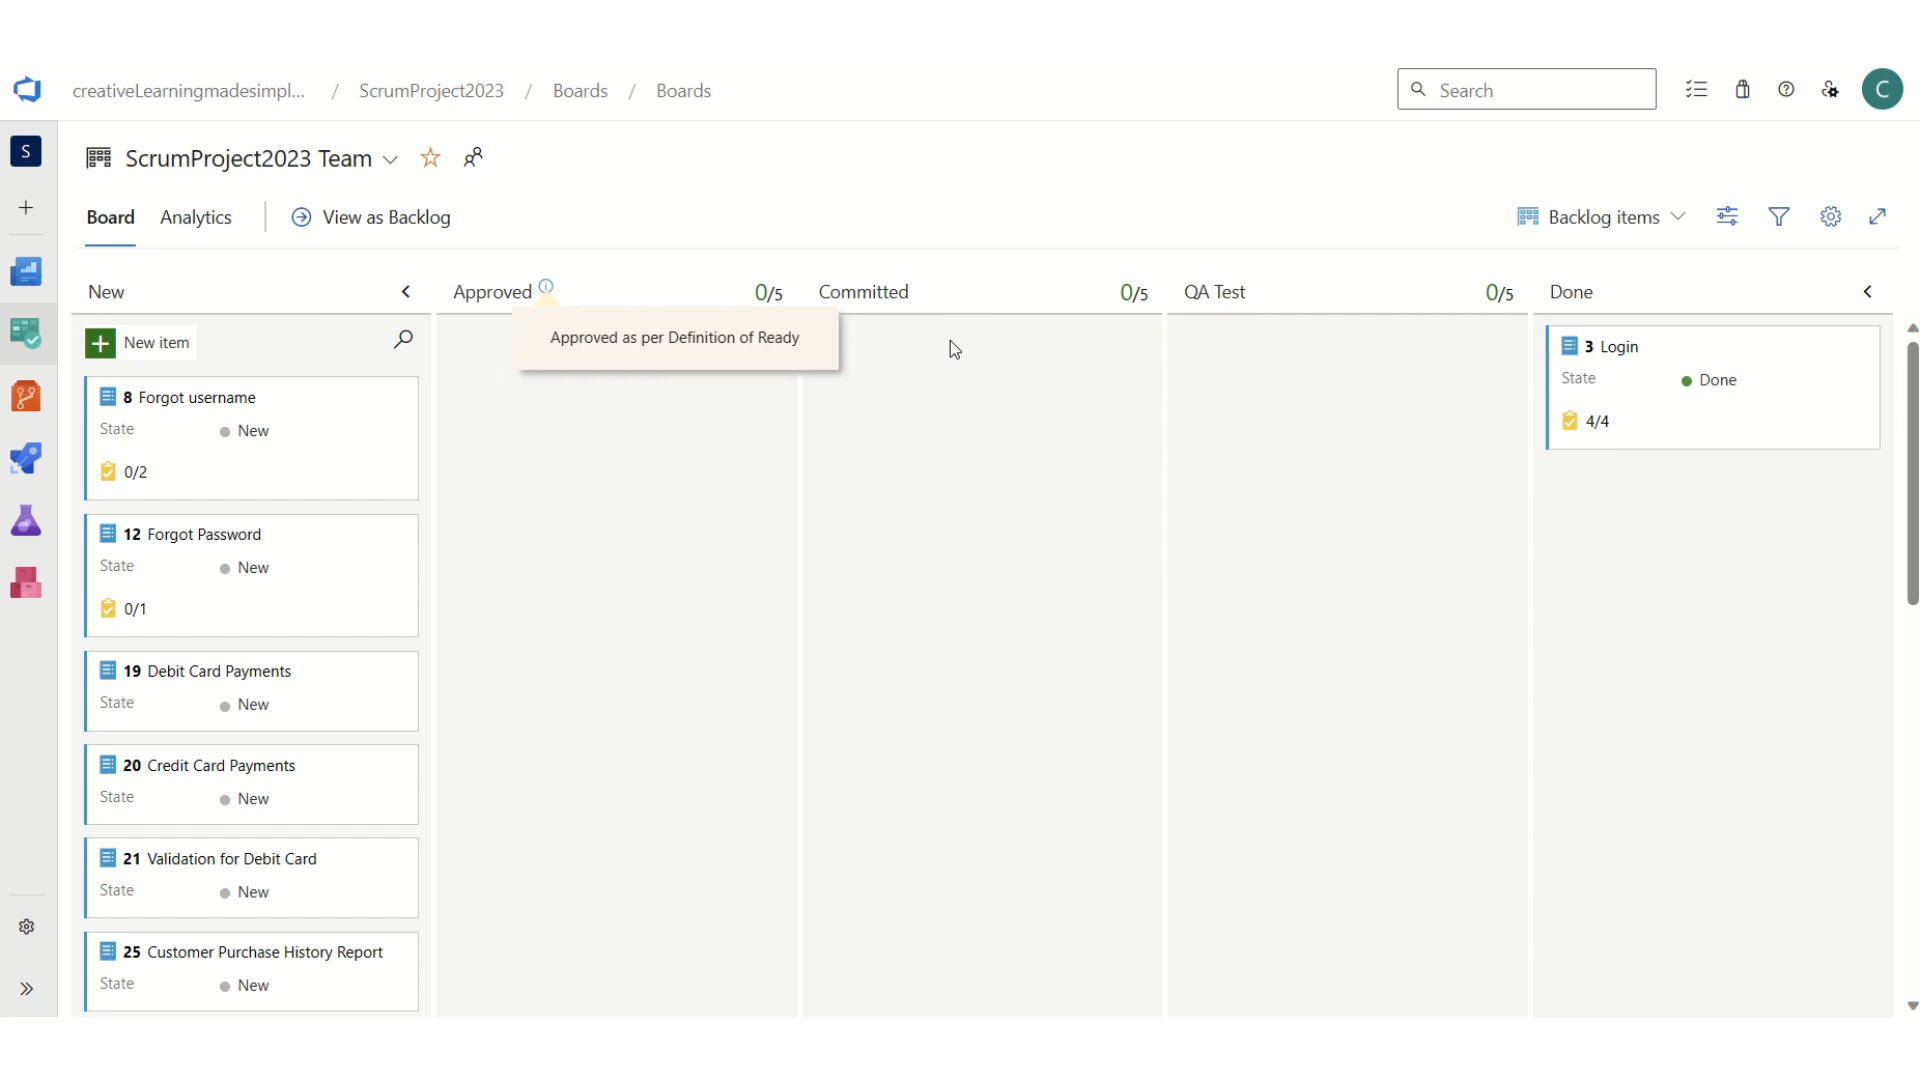 creativeLearningmadesimpl... / ScrumProject2023 / Boards / Boards
Search
C
S
ScrumProject2023 Team
Board Analytics View as Backlog
Backlog items
New
Approved 0/5
Committed 0/5
QA Test 0/5
Done
Approved as per Definition of Ready
New item
8 Forgot username
State New
0/2
12 Forgot Password
State New
0/1
19 Debit Card Payments
State New
20 Credit Card Payments
State New
21 Validation for Debit Card
State New
25 Customer Purchase History Report
State New
3 Login
State Done
4/4